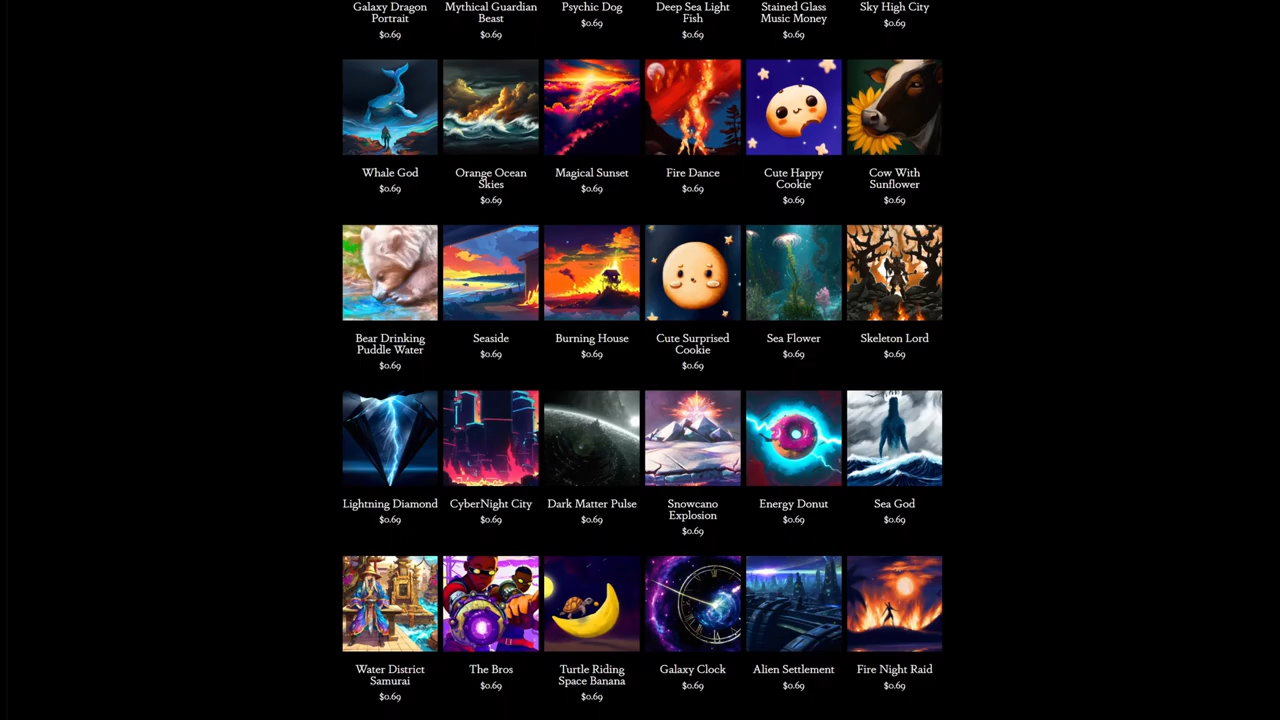 Galaxy Dragon
Portrait
$0.69
Mythical Guardian
Beast
$0.69
Psychic Dog
$0.69
Deep Sea Light
Fish
$0.69
Stained Glass
Music Money
$0.69
Sky High City
$0.69
Whale God
$0.69
Orange Ocean
Skies
$0.69
Magical Sunset
$0.69
Fire Dance
$0.69
Cute Happy
Cookie
$0.69
Cow With
Sunflower
$0.69
Bear Drinking
Puddle Water
$0.69
Seaside
$0.69
Burning House
$0.69
Cute Surprised
Cookie
$0.69
Sea Flower
$0.69
Skeleton Lord
$0.69
Lightning Diamond
$0.69
CyberNight City
$0.69
Dark Matter Pulse
$0.69
Snowcano
Explosion
$0.69
Energy Donut
$0.69
Sea God
$0.69
Water District
Samurai
$0.69
The Bros
$0.69
Turtle Riding
Space Banana
$0.69
Galaxy Clock
$0.69
Alien Settlement
$0.69
Fire Night Raid
$0.69